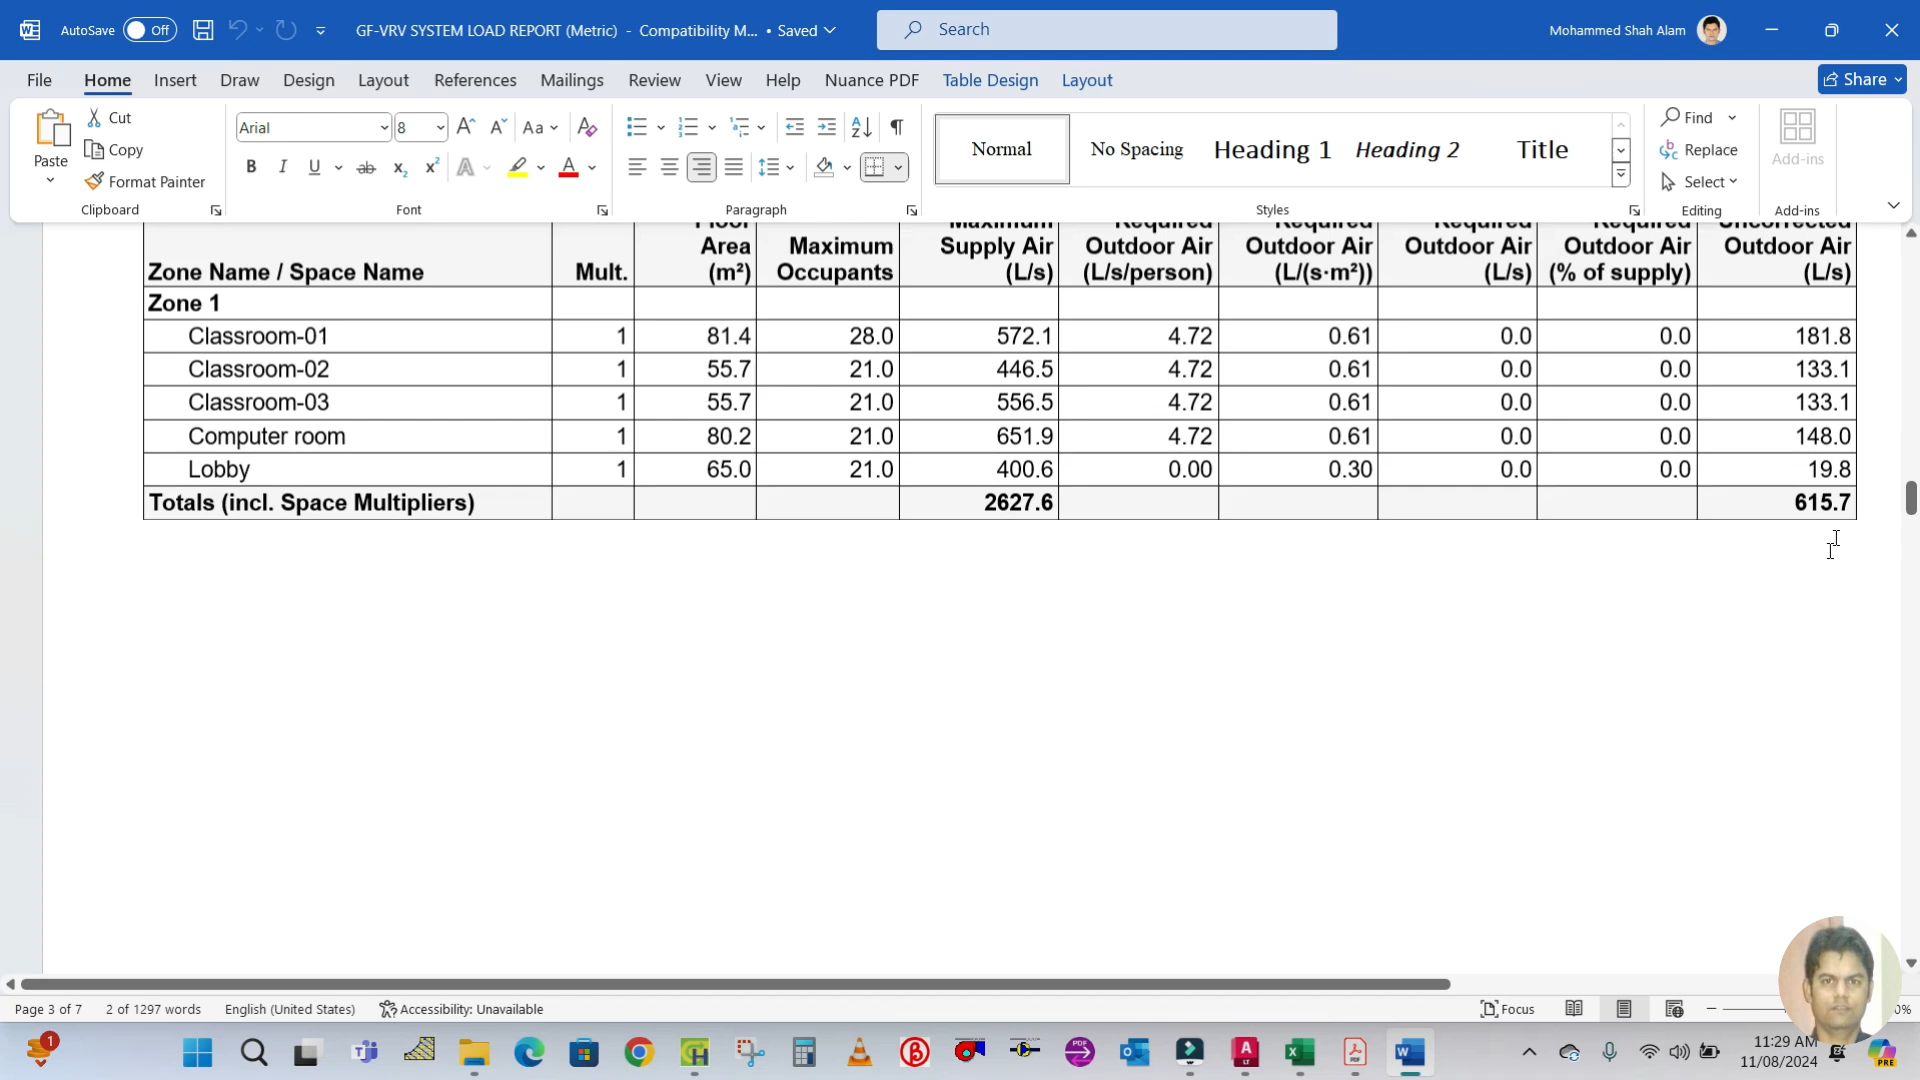 AutoSave Off GF-VRV SYSTEM LOAD REPORT (Metric) - Compatibility M... • Saved Search Mohammed Shah Alam
File Home Insert Draw Design Layout References Mailings Review View Help Nuance PDF Table Design Layout Share
Paste Cut Copy Format Painter Clipboard
Arial 8 Aa Font
Paragraph
Normal No Spacing Heading 1 Heading 2 Title Styles
Find Replace Select Editing
Add-ins Add-ins
Zone Name / Space Name Mult. Floor Area (m²) Maximum Occupants Maximum Supply Air (L/s) Required Outdoor Air (L/s/person) Required Outdoor Air (L/(s·m²)) Required Outdoor Air (L/s) Required Outdoor Air (% of supply) Uncorrected Outdoor Air (L/s)
Zone 1
Classroom-01 1 81.4 28.0 572.1 4.72 0.61 0.0 0.0 181.8
Classroom-02 1 55.7 21.0 446.5 4.72 0.61 0.0 0.0 133.1
Classroom-03 1 55.7 21.0 556.5 4.72 0.61 0.0 0.0 133.1
Computer room 1 80.2 21.0 651.9 4.72 0.61 0.0 0.0 148.0
Lobby 1 65.0 21.0 400.6 0.00 0.30 0.0 0.0 19.8
Totals (incl. Space Multipliers) 2627.6 615.7
Page 3 of 7 2 of 1297 words English (United States) Accessibility: Unavailable Focus
11:29 AM
11/08/2024